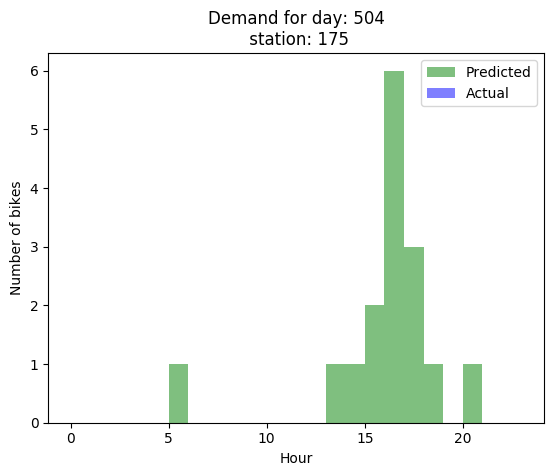 Demand for day: 504
station: 175
Predicted
Actual
Number of bikes
6
5
4
3
2
1
0
0 5 10 15 20
Hour